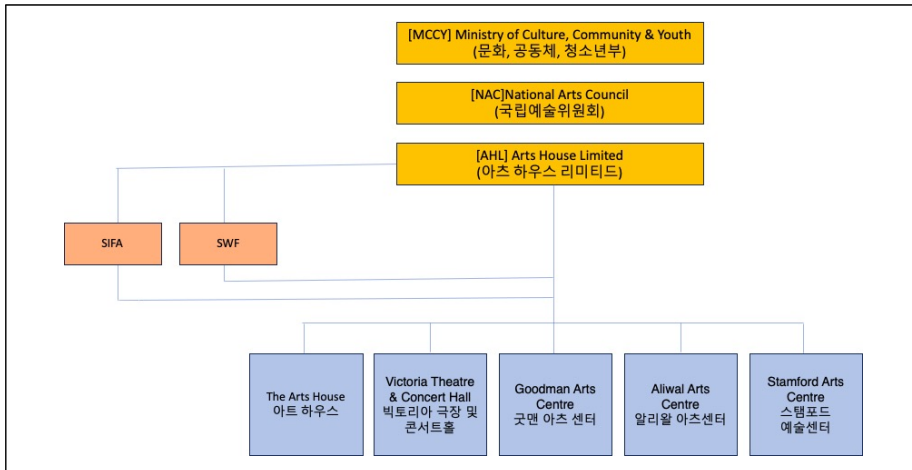 [MCCY] Ministry of Culture, Community & Youth
(문화, 공동체, 청소년부)
[NAC]National Arts Council
(국립예술위원회)
[AHL] Arts House Limited
(아츠 하우스 리미티드)
SIFA
SWF
The Arts House
아트 하우스
Victoria Theatre
& Concert Hall
빅토리아 극장 및
콘서트홀
Goodman Arts
Centre
굿맨 아츠 센터
Aliwal Arts
Centre
알리왈 아츠센터
Stamford Arts
Centre
스탬포드
예술센터